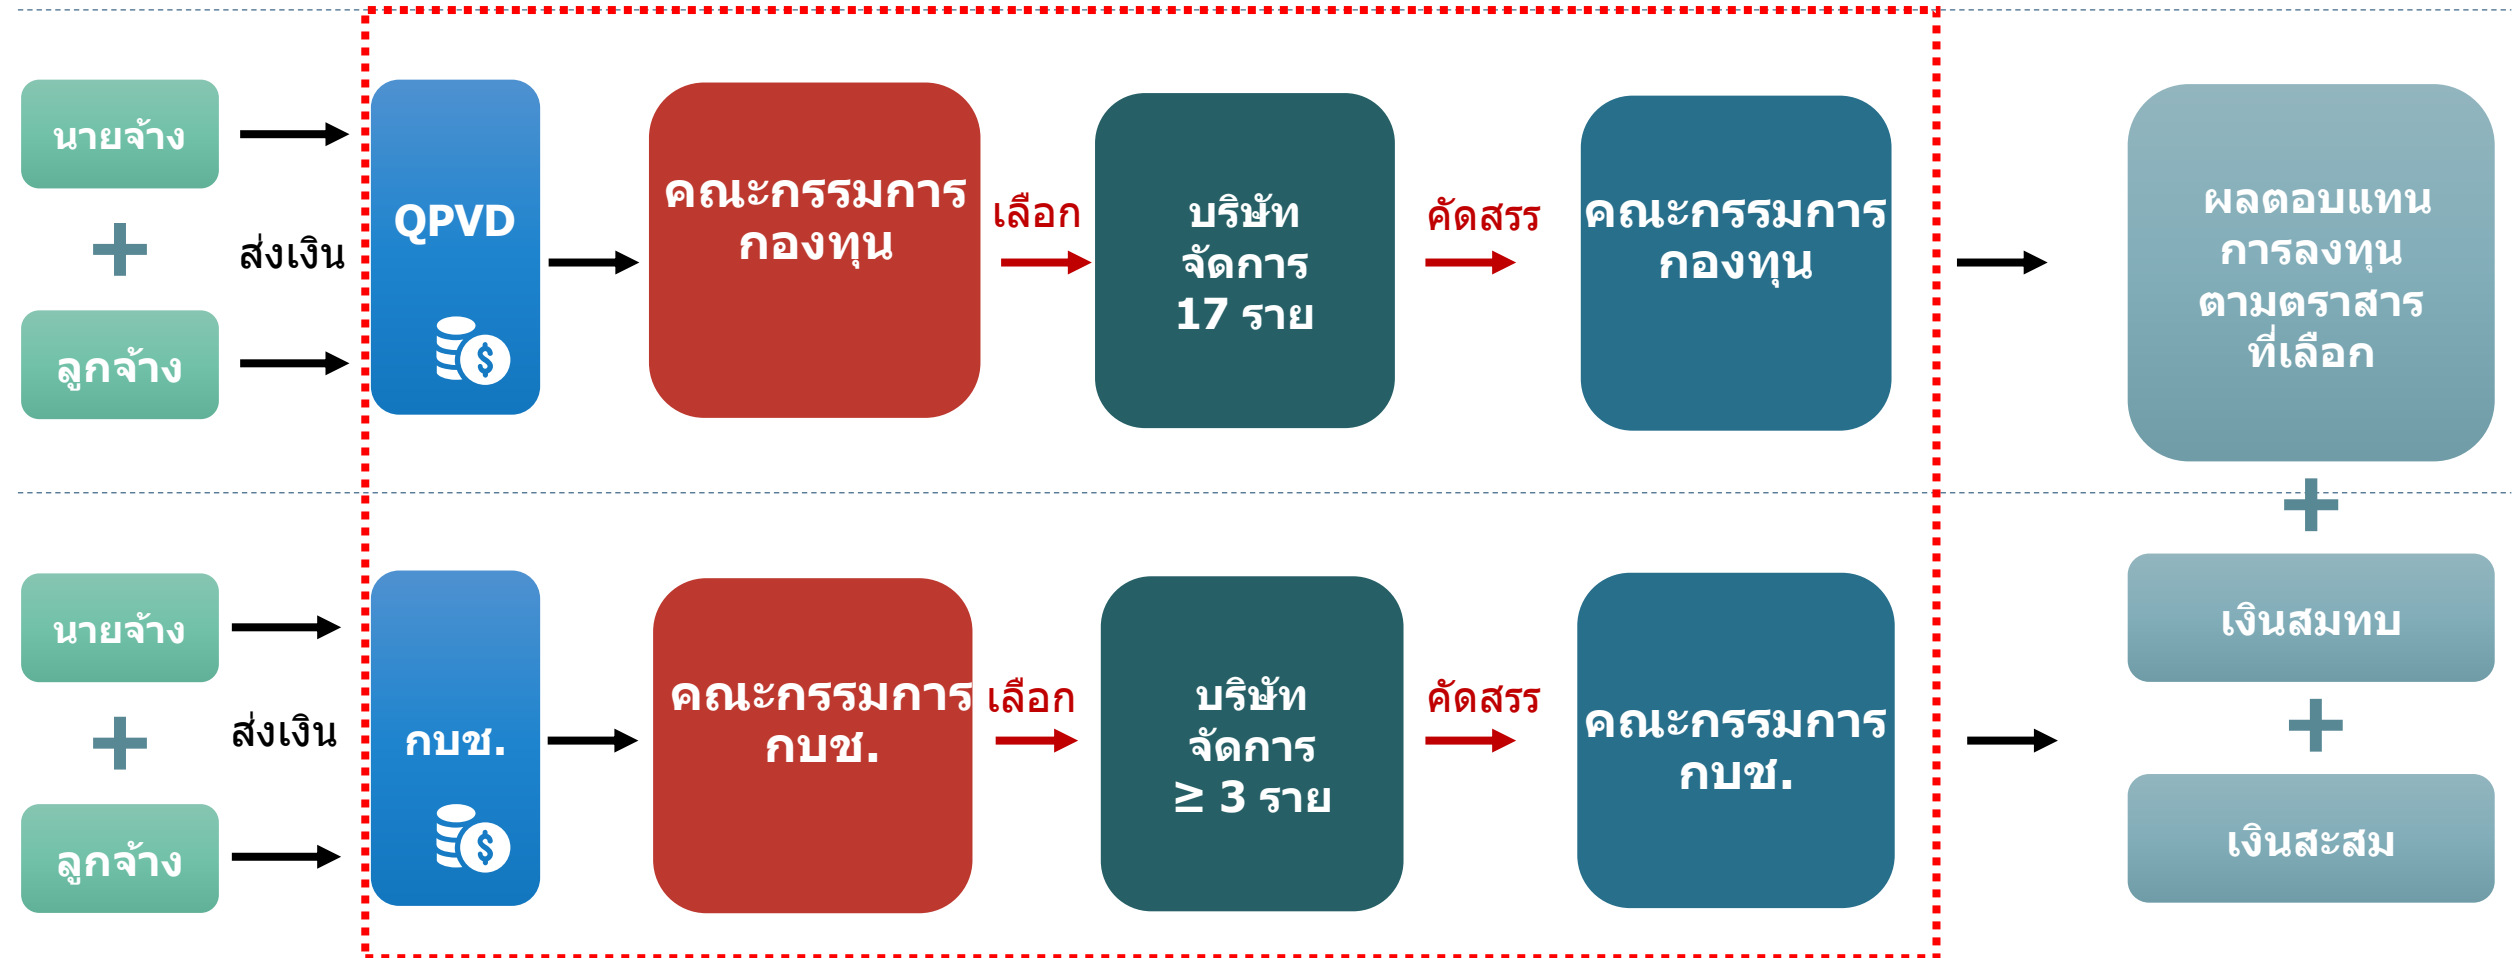 นายจ้าง
ส่งเงิน
ลูกจ้าง
QPVD
คณะกรรมการ
กองทุน
เลือก
บริษัท
จัดการ
17 ราย
คัดสรร
คณะกรรมการ
กองทุน
ผลตอบแทน
การลงทุน
ตามตราสาร
ที่เลือก
นายจ้าง
ส่งเงิน
ลูกจ้าง
กบช.
คณะกรรมการ
กบช.
เลือก
บริษัท
จัดการ
≥ 3 ราย
คัดสรร
คณะกรรมการ
กบช.
เงินสมทบ
เงินสะสม